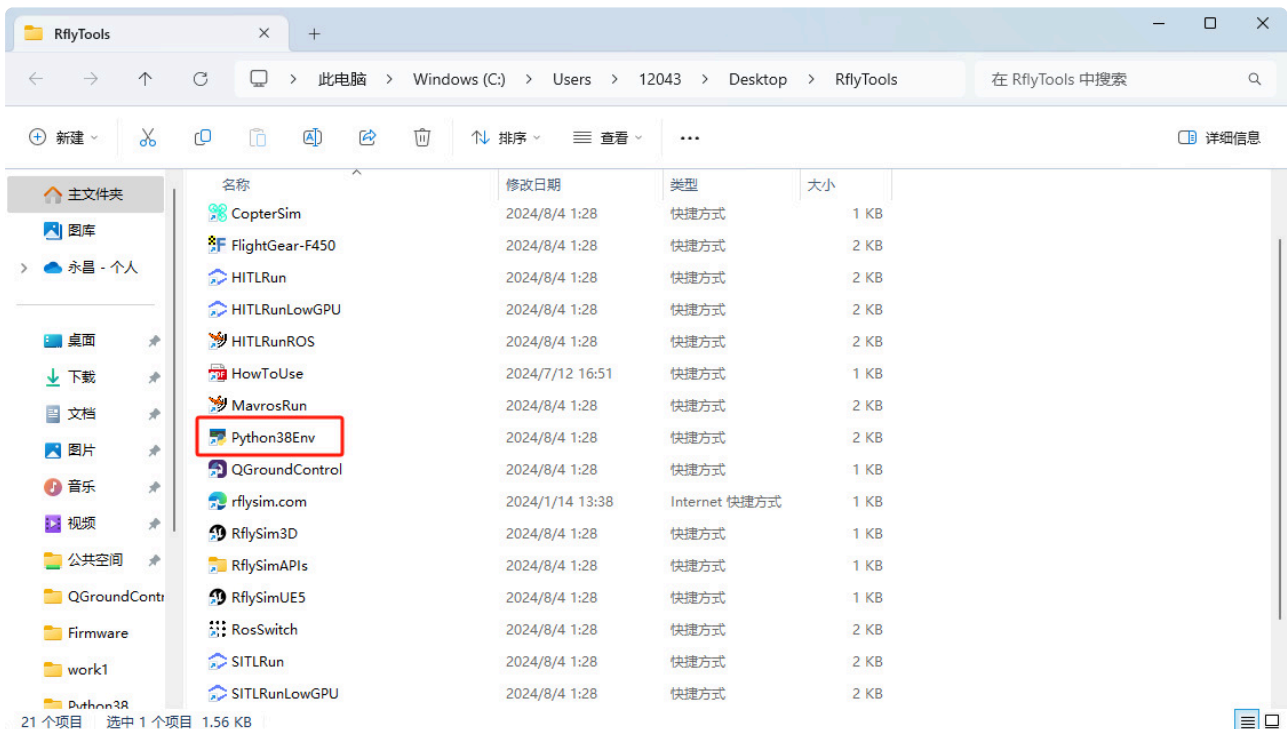 RflyTools
此电脑 > Windows (C:) > Users > 12043 > Desktop > RflyTools
在 RflyTools 中搜索
新建
排序
查看
详细信息
主文件夹
图库
永昌 - 个人
桌面
下载
文档
图片
音乐
视频
公共空间
QGroundContr
Firmware
work1
Python38
名称 修改日期 类型 大小
CopterSim 2024/8/4 1:28 快捷方式 1 KB
FlightGear-F450 2024/8/4 1:28 快捷方式 2 KB
HITLRun 2024/8/4 1:28 快捷方式 2 KB
HITLRunLowGPU 2024/8/4 1:28 快捷方式 2 KB
HITLRunROS 2024/8/4 1:28 快捷方式 2 KB
HowToUse 2024/7/12 16:51 快捷方式 1 KB
MavrosRun 2024/8/4 1:28 快捷方式 2 KB
Python38Env 2024/8/4 1:28 快捷方式 2 KB
QGroundControl 2024/8/4 1:28 快捷方式 1 KB
rflysim.com 2024/1/14 13:38 Internet 快捷方式 1 KB
RflySim3D 2024/8/4 1:28 快捷方式 1 KB
RflySimAPIs 2024/8/4 1:28 快捷方式 1 KB
RflySimUE5 2024/8/4 1:28 快捷方式 1 KB
RosSwitch 2024/8/4 1:28 快捷方式 2 KB
SITLRun 2024/8/4 1:28 快捷方式 2 KB
SITLRunLowGPU 2024/8/4 1:28 快捷方式 2 KB
21 个项目 选中 1 个项目 1.56 KB